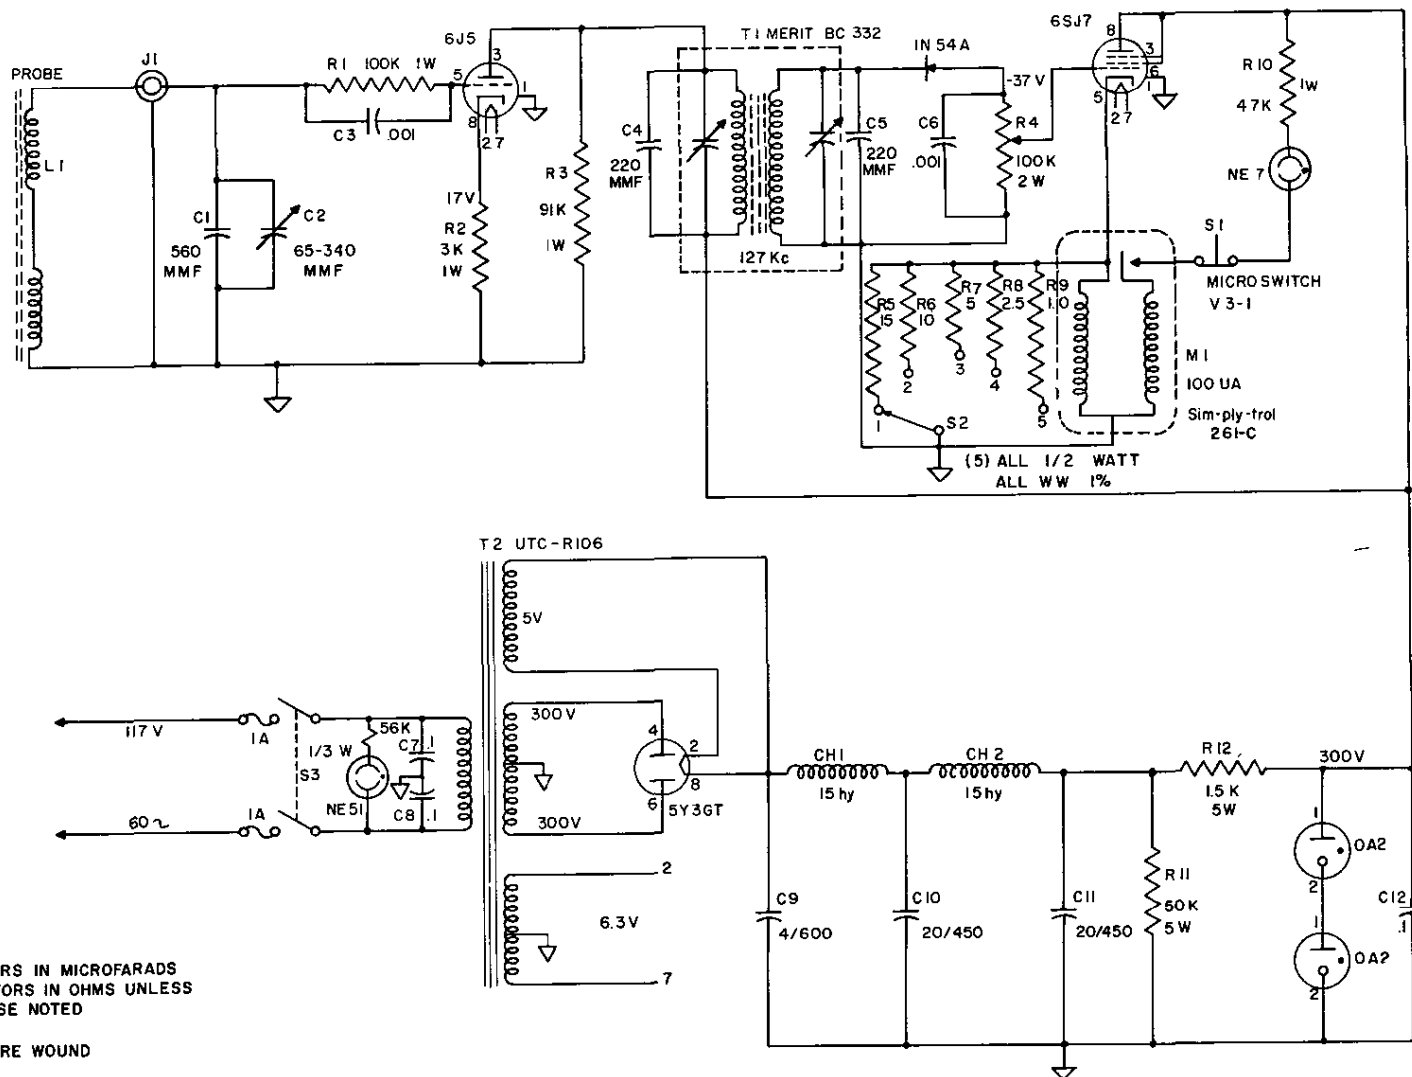 PROBE
L1
J1
R1 100K 1W
C3 .001
6J5
3
5
1
8
2 7
17V
R2
3K
1W
C1
560
MMF
C2
65-340
MMF
R3
91K
1W
T1 MERIT BC 332
C4
220
MMF
C5
220
MMF
127 Kc
IN 54A
-37 V
C6
.001
R4
100K
2W
6SJ7
8
3
6
1
5
2 7
R10
1W
47K
NE 7
S1
MICROSWITCH
V 3-1
R5
15
R6
10
R7
5
R8
2.5
R9
1.0
1
2
3
4
5
S2
M1
100 UA
Sim-ply-trol
261-C
(5) ALL 1/2 WATT
ALL WW 1%
T2 UTC-R106
5V
300V
300V
6.3V
2
7
117 V
60~
1A
1A
S3
56K
1/3 W
NE51
C7 .1
C8 .1
4
2
8
6
5Y3GT
CH1
15hy
CH 2
15hy
R12
1.5 K
5W
300V
C9
4/600
C10
20/450
C11
20/450
R11
50K
5W
1
OA2
2
1
OA2
2
C12
.1
RS IN MICROFARADS
TORS IN OHMS UNLESS
SE NOTED
RE WOUND